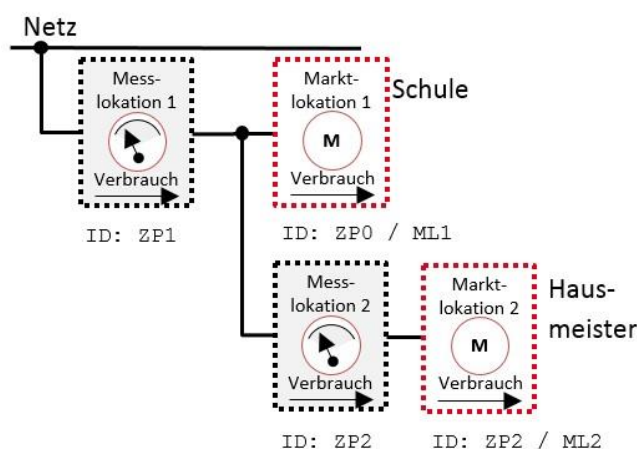 Netz
Mess-
lokation 1
Verbrauch
ID: ZP1
Markt-
lokation 1
M
Verbrauch
Schule
ID: ZP0 / ML1
Mess-
lokation 2
Verbrauch
ID: ZP2
Markt-
lokation 2
M
Verbrauch
Haus-
meister
ID: ZP2 / ML2